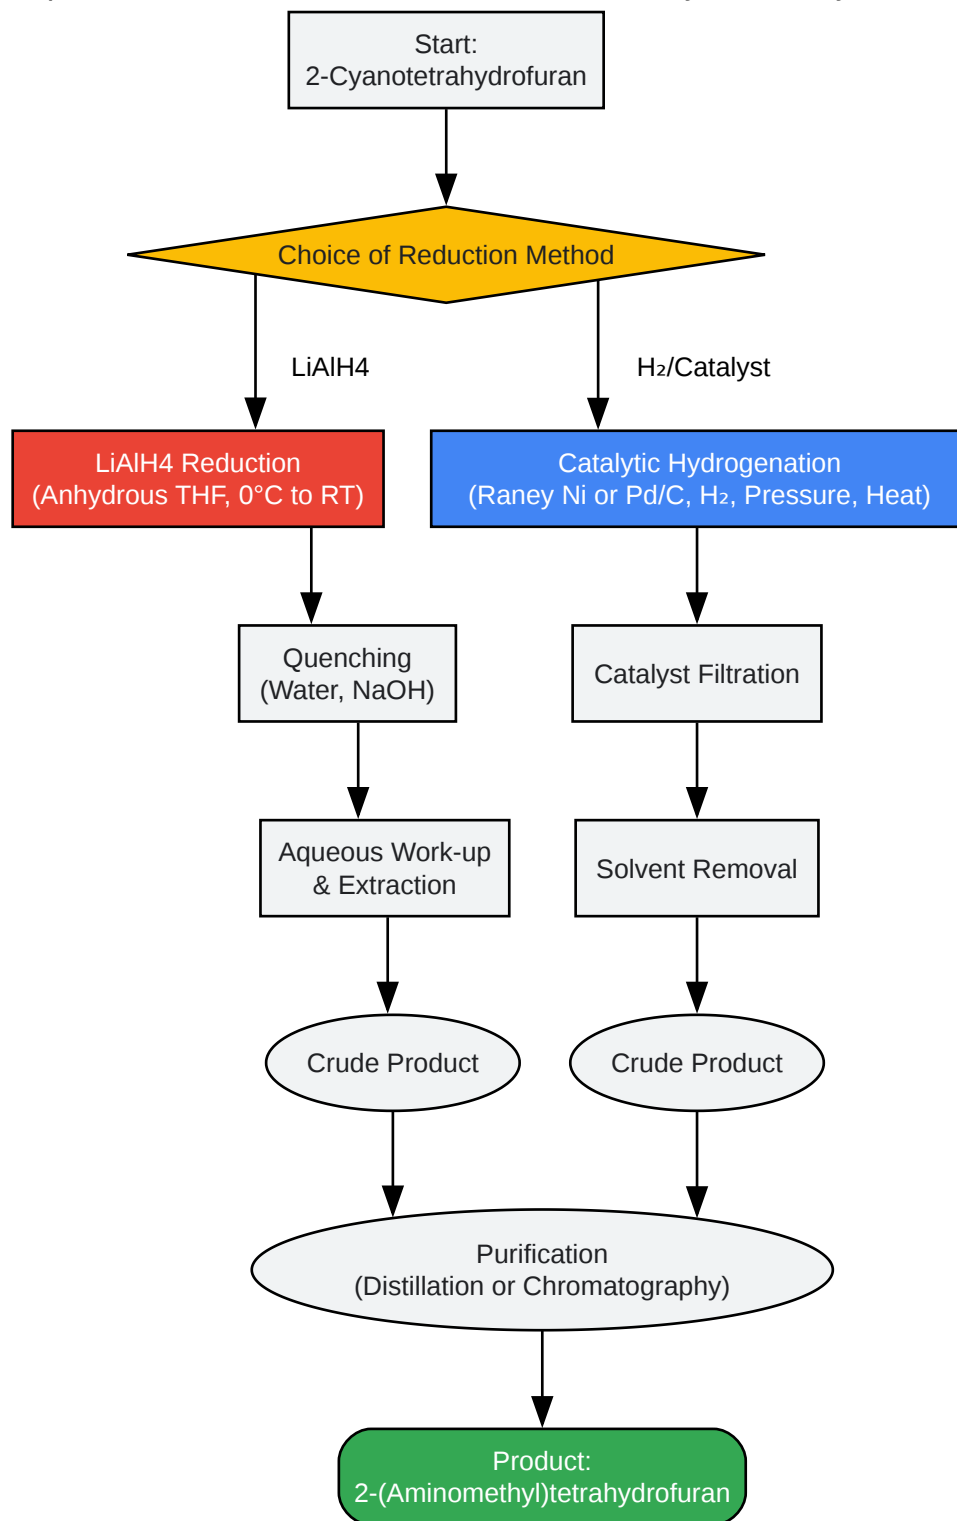 Start:
2-Cyanotetrahydrofuran
Choice of Reduction Method
LiAlH4
H₂/Catalyst
LiAlH4 Reduction
(Anhydrous THF, 0°C to RT)
Catalytic Hydrogenation
(Raney Ni or Pd/C, H₂, Pressure, Heat)
Quenching
(Water, NaOH)
Catalyst Filtration
Aqueous Work-up
& Extraction
Solvent Removal
Crude Product
Crude Product
Purification
(Distillation or Chromatography)
Product:
2-(Aminomethyl)tetrahydrofuran